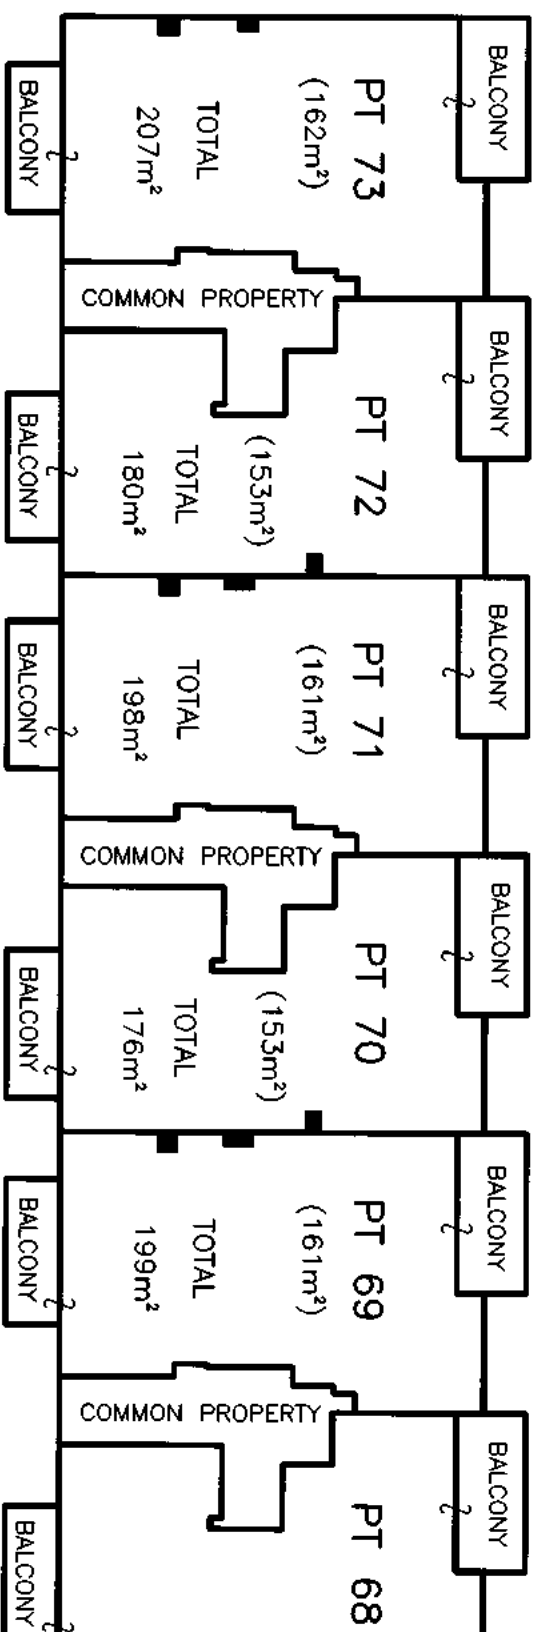 BALCONY
PT 73
(162m²)
TOTAL
207m²
BALCONY
COMMON PROPERTY
BALCONY
PT 72
(153m²)
TOTAL
180m²
BALCONY
BALCONY
PT 71
(161m²)
TOTAL
198m²
BALCONY
COMMON PROPERTY
BALCONY
PT 70
(153m²)
TOTAL
176m²
BALCONY
BALCONY
PT 69
(161m²)
TOTAL
199m²
BALCONY
COMMON PROPERTY
BALCONY
PT 68
BALCONY